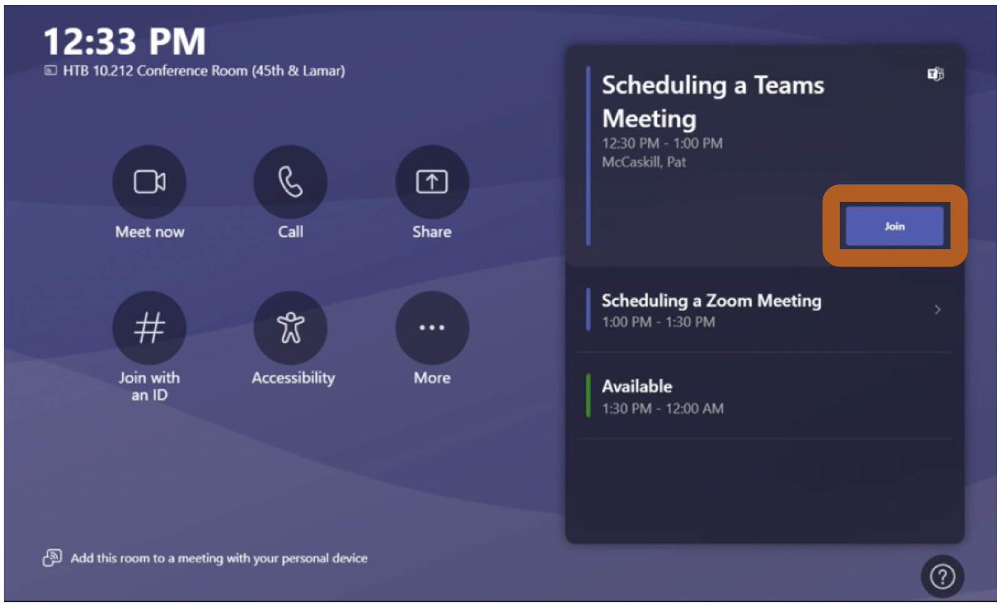 12:33 PM
HTB 10.212 Conference Room (45th & Lamar)
Meet now
Call
Share
Join with
an ID
Accessibility
More
Add this room to a meeting with your personal device
Scheduling a Teams
Meeting
12:30 PM - 1:00 PM
McCaskill, Pat
Join
Scheduling a Zoom Meeting
1:00 PM - 1:30 PM
Available
1:30 PM - 12:00 AM